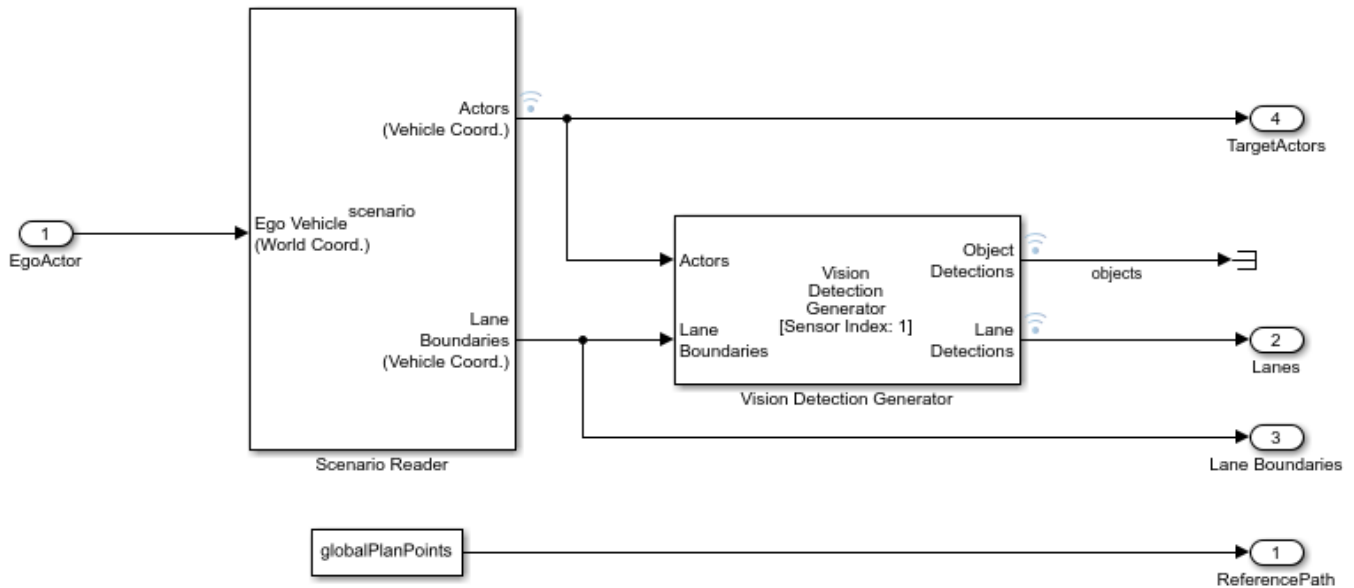 Actors
(Vehicle Coord.)
4
TargetActors
scenario
Ego Vehicle
(World Coord.)
1
EgoActor
Actors
Vision
Detection
Generator
[Sensor Index: 1]
Object
Detections
objects
Lane
Boundaries
(Vehicle Coord.)
Lane
Boundaries
Lane
Detections
2
Lanes
Vision Detection Generator
3
Lane Boundaries
Scenario Reader
globalPlanPoints
1
ReferencePath